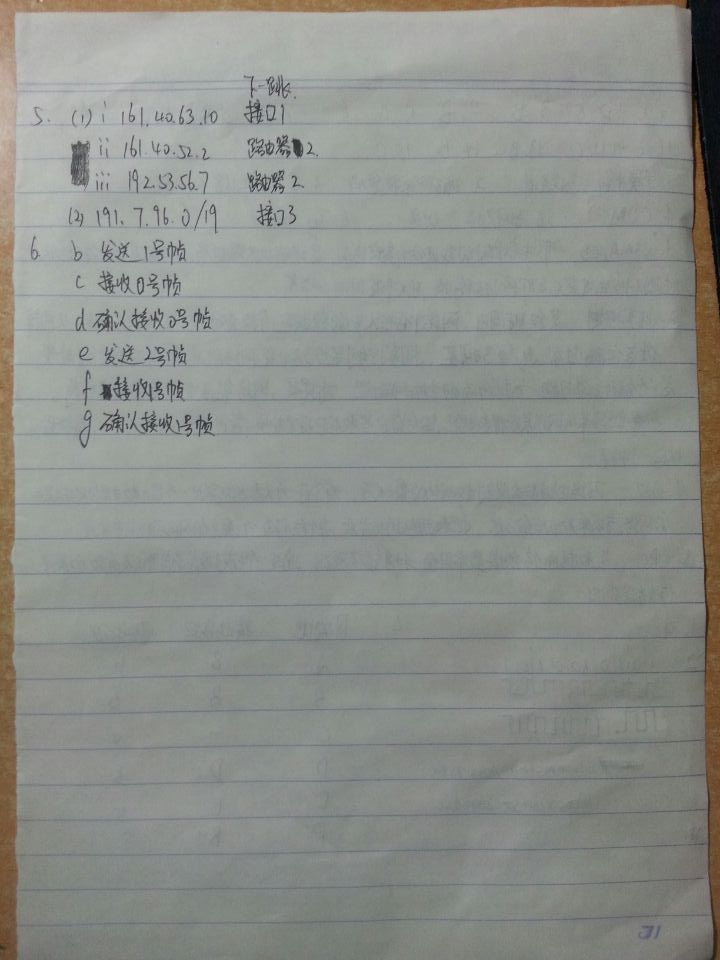 下一跳
5. (1) i 161.40.63.10 接口1
ii 161.40.52.2 路由器2
iii 192.53.56.7 路由器2
(2) 191.7.96.0/19 接口3
6. b 发送1号帧
c 接收0号帧
d 确认接收0号帧
e 发送2号帧
f 接收1号帧
g 确认接收1号帧